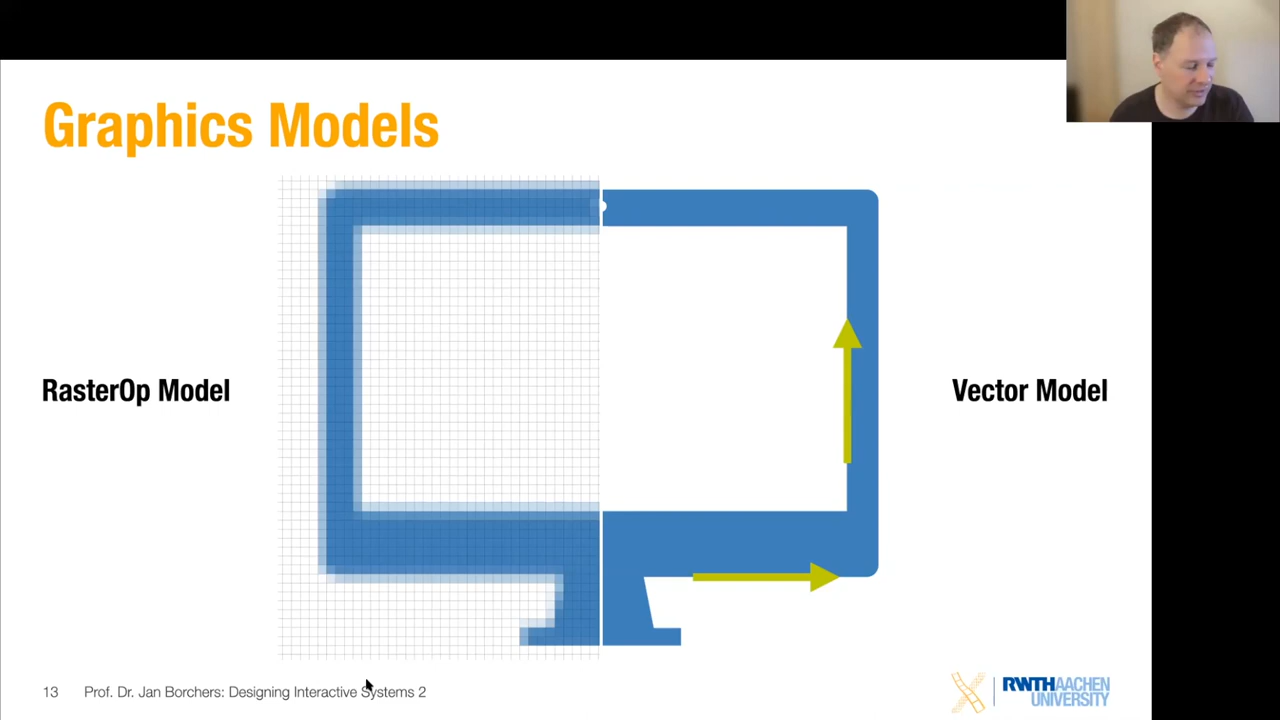 Graphics Models
RasterOp Model
Vector Model
13 Prof. Dr. Jan Borchers: Designing Interactive Systems 2
RWTH AACHEN
UNIVERSITY